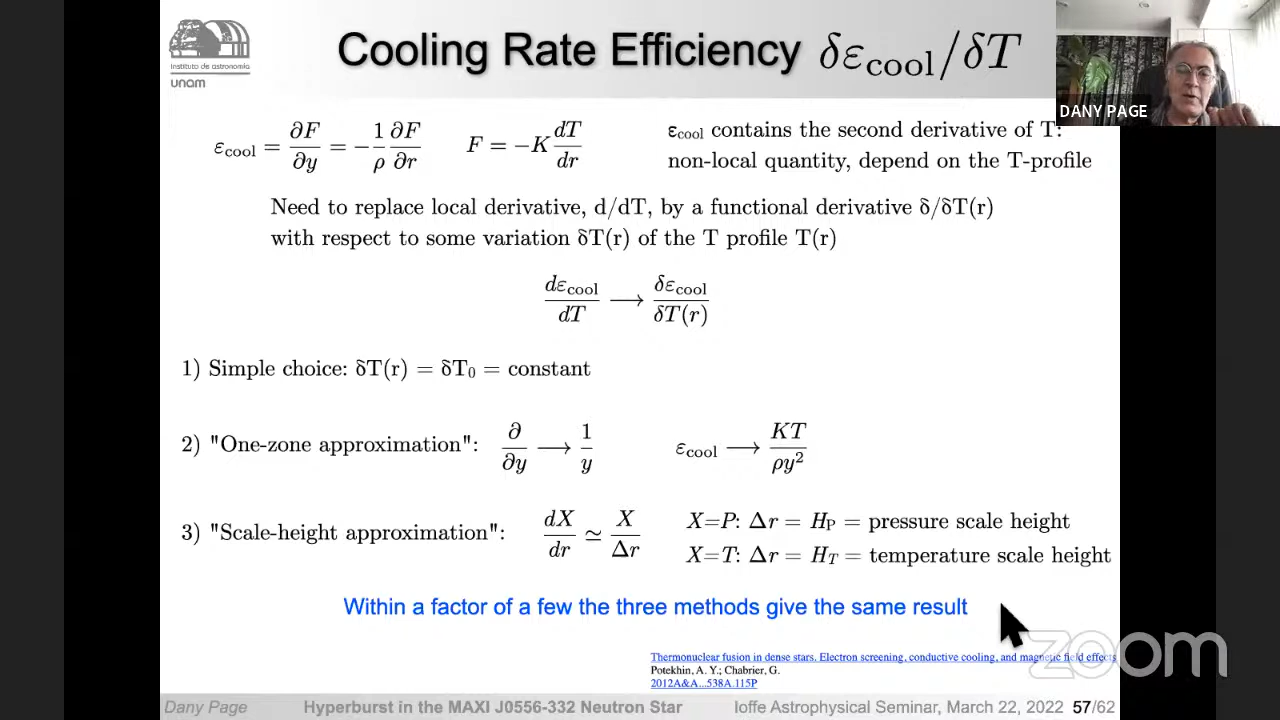 instituto de astronomía
unam
Cooling Rate Efficiency δε_cool/δT
DANY PAGE
ε_cool = ∂F/∂y = −(1/ρ) ∂F/∂r    F = −K dT/dr
ε_cool contains the second derivative of T:
non-local quantity, depend on the T-profile
Need to replace local derivative, d/dT, by a functional derivative δ/δT(r)
with respect to some variation δT(r) of the T profile T(r)
dε_cool/dT ⟶ δε_cool/δT(r)
1) Simple choice: δT(r) = δT₀ = constant
2) "One-zone approximation": ∂/∂y ⟶ 1/y    ε_cool ⟶ KT/ρy²
3) "Scale-height approximation": dX/dr ≃ X/Δr
X=P: Δr = H_P = pressure scale height
X=T: Δr = H_T = temperature scale height
Within a factor of a few the three methods give the same result
Thermonuclear fusion in dense stars. Electron screening, conductive cooling, and magnetic field effects
Potekhin, A. Y.; Chabrier, G.
2012A&A...538A.115P
zoom
Dany Page    Hyperburst in the MAXI J0556-332 Neutron Star    Ioffe Astrophysical Seminar, March 22, 2022 57/62